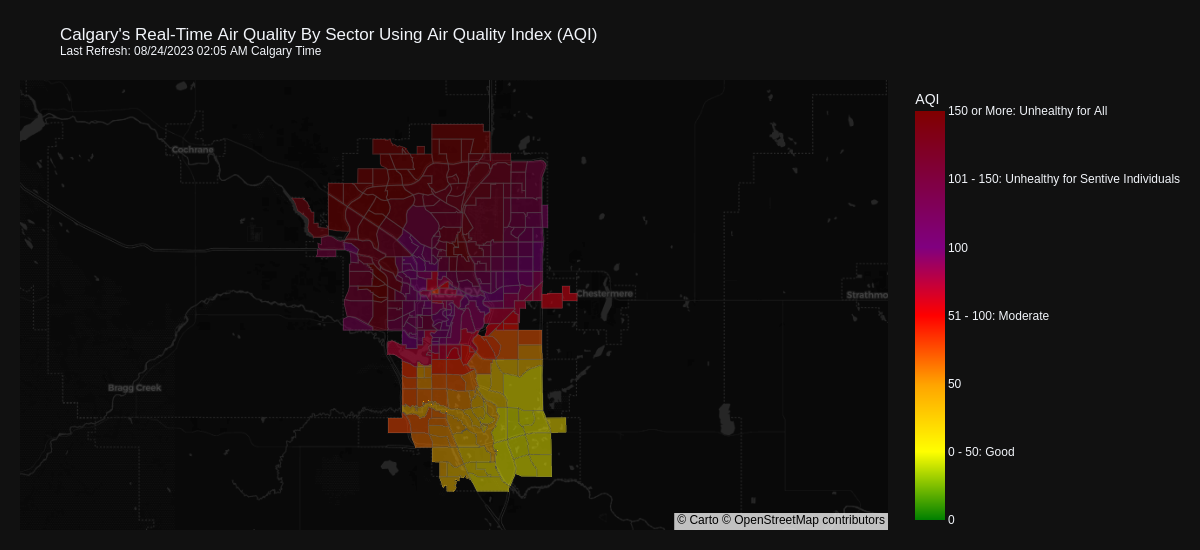 Calgary's Real-Time Air Quality By Sector Using Air Quality Index (AQI)
Last Refresh: 08/24/2023 02:05 AM Calgary Time
AQI
150 or More: Unhealthy for All
101 - 150: Unhealthy for Sentive Individuals
100
51 - 100: Moderate
50
0 - 50: Good
0
Cochrane
CALGARY
Chestermere
Strathmo
Bragg Creek
© Carto © OpenStreetMap contributors